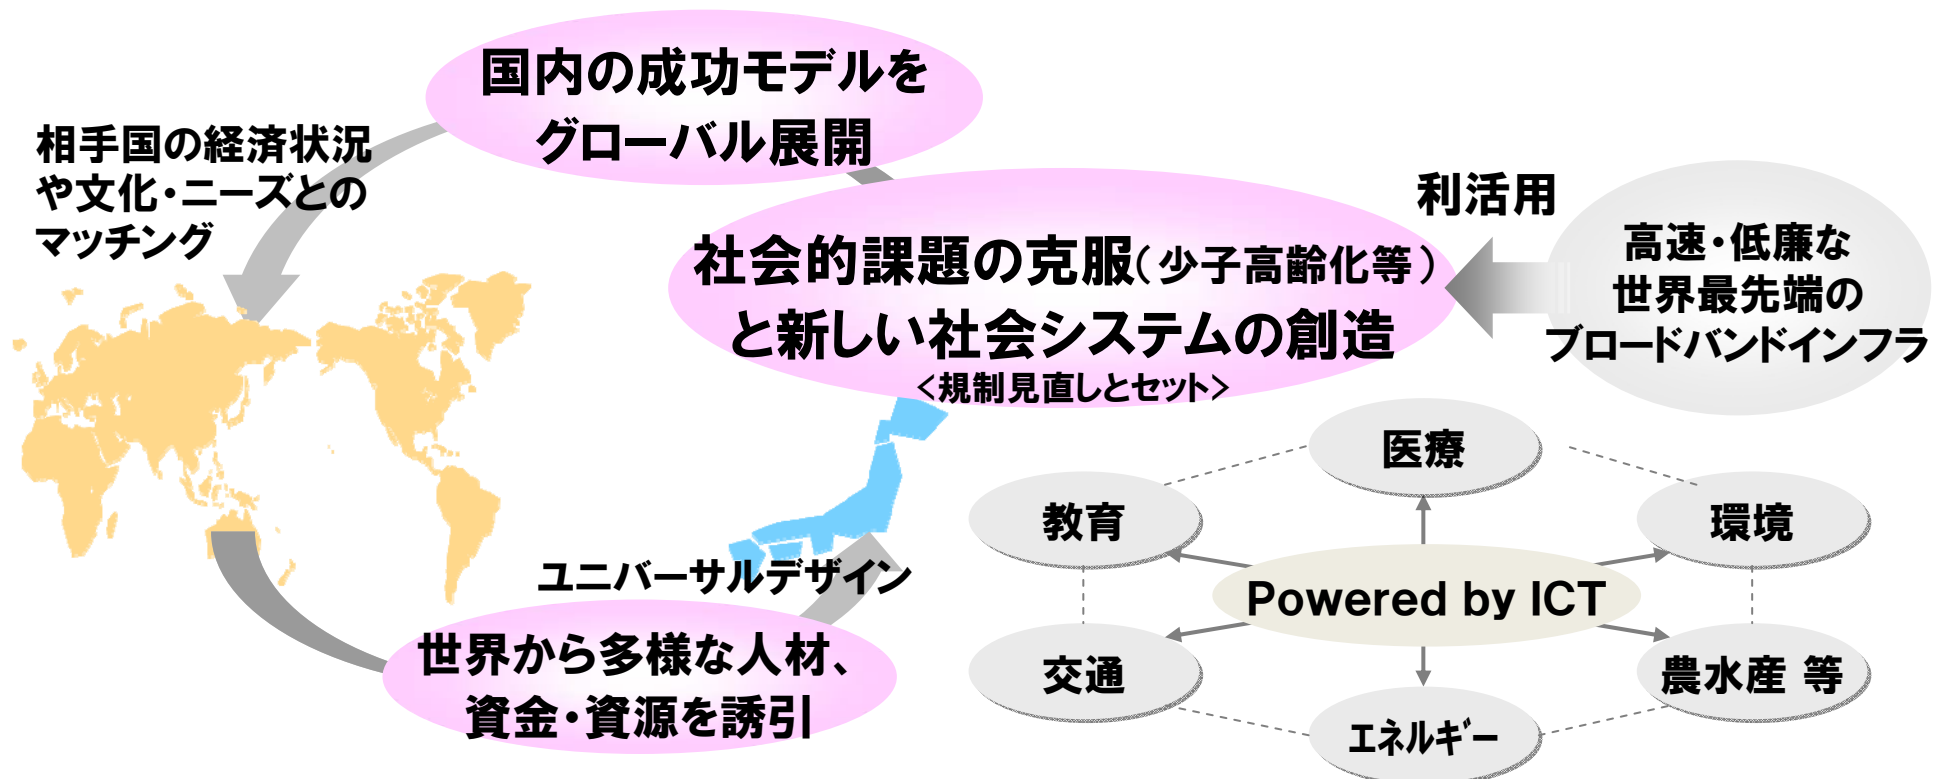 国内の成功モデルを
グローバル展開
相手国の経済状況
や文化・ニーズとの
マッチング
社会的課題の克服（少子高齢化等）
と新しい社会システムの創造
＜規制見直しとセット＞
利活用
高速・低廉な
世界最先端の
ブロードバンドインフラ
ユニバーサルデザイン
世界から多様な人材、
資金・資源を誘引
医療
教育
環境
Powered by ICT
交通
農水産 等
エネルギー